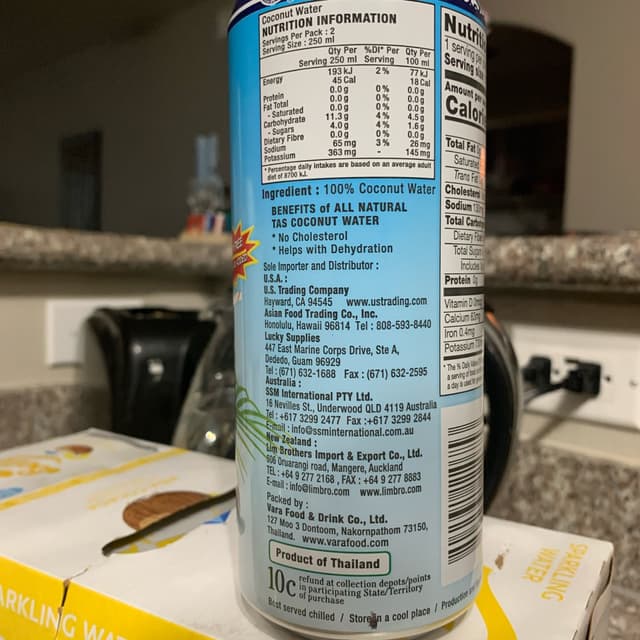 Coconut Water
NUTRITION INFORMATION
Servings Per Pack : 2
Serving Size : 250 ml
Qty Per %DI* Per Qty Per
Serving 250 ml Serving 100 ml
Energy 193 kJ 2 % 77 kJ
45 Cal 18 Cal
Protein 0.0 g 0 % 0.0 g
Fat Total 0.0 g 0 % 0.0 g
- Saturated 0.0 g 0 % 0.0 g
Carbohydrate 11.3 g 4 % 4.5 g
- Sugars 4.0 g 4 % 1.6 g
Dietary Fibre 0.0 g 0 % 0.0 g
Sodium 65 mg 3 % 26 mg
Potassium 363 mg - 145 mg
* Percentage daily intakes are based on an average adult
diet of 8700 kJ.
Ingredient : 100% Coconut Water
BENEFITS of ALL NATURAL
TAS COCONUT WATER
* No Cholesterol
* Helps with Dehydration
Sole Importer and Distributor :
U.S.A. :
U.S. Trading Company
Hayward, CA 94545 www.ustrading.com
Asian Food Trading Co., Inc.
Honolulu, Hawaii 96814 Tel : 808-593-8440
Lucky Supplies
447 East Marine Corps Drive, Ste A,
Dededo, Guam 96929
Tel : (671) 632-1688 Fax : (671) 632-2595
Australia :
SSM International PTY Ltd.
16 Nevilles St., Underwood QLD 4119 Australia
Tel : +617 3299 2477 Fax :+617 3299 2844
E-mail : info@ssminternational.com.au
New Zealand :
Lim Brothers Import & Export Co., Ltd.
606 Oruarangi road, Mangere, Auckland
TEL : +64 9 277 2168 , FAX : +64 9 277 8883
E-mail : info@limbro.com www.limbro.com
Packed by :
Vara Food & Drink Co., Ltd.
127 Moo 3 Dontoom, Nakornpathom 73150,
Thailand. www.varafood.com
Product of Thailand
10c refund at collection depots/points
in participating State/Territory
of purchase
Best served chilled / Store in a cool place / Production
1 serving per
Serving size
Amount per
Total Fat
Saturated
Trans Fat
Cholesterol
Sodium
Total
Dietary
Total
Includes
Protein 0g
Vitamin D
Calcium
Iron 0.4mg
Potassium
* The % Daily
a serving of
a day is used
SPARKLING
WATER